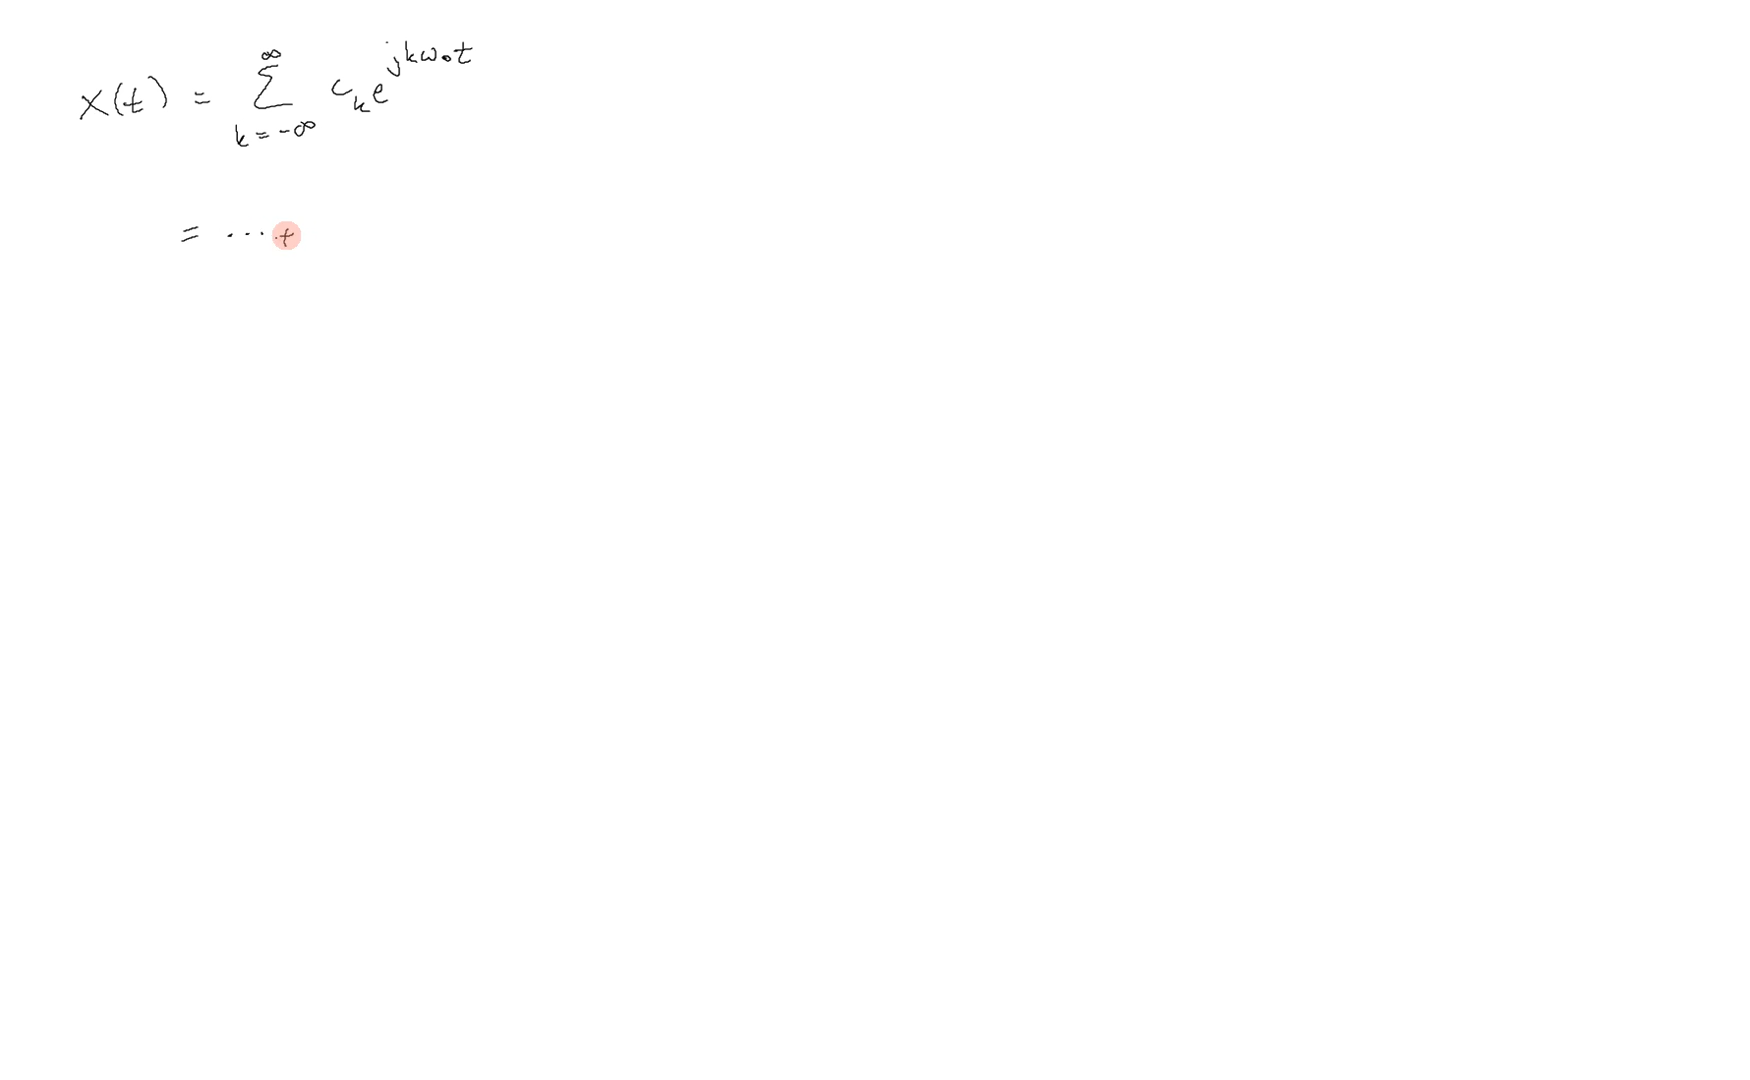 x(t) = ∞ Σ k=-∞ c_k e^{jkω₀t}
= ... +